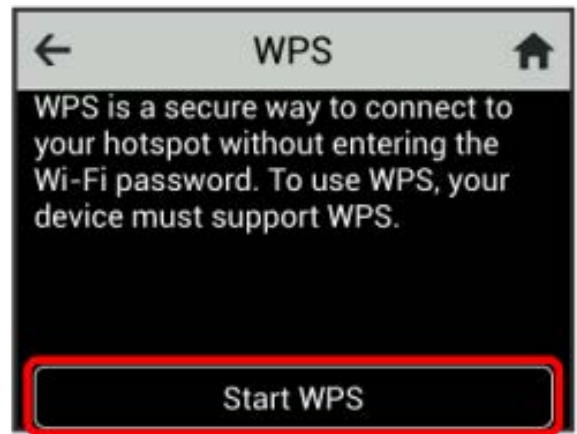 WPS
WPS is a secure way to connect to
your hotspot without entering the
Wi-Fi password. To use WPS, your
device must support WPS.
Start WPS